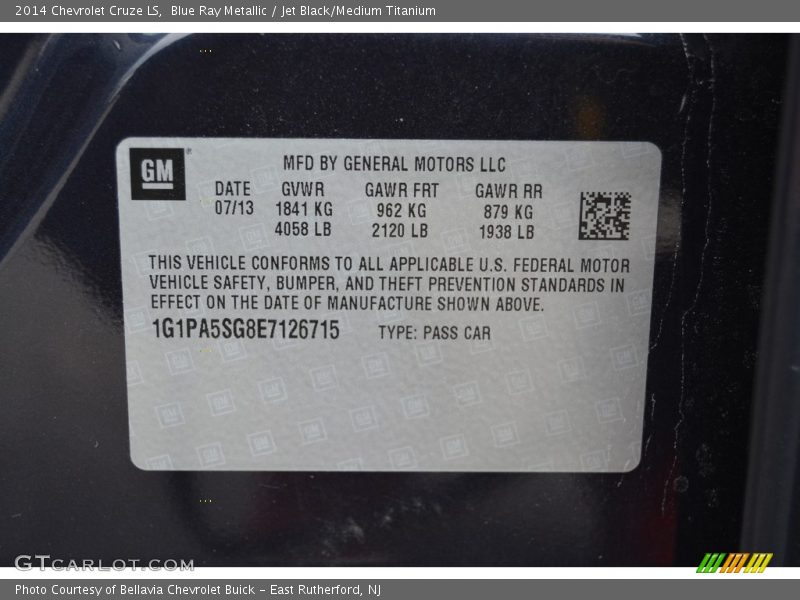 2014 Chevrolet Cruze LS, Blue Ray Metallic / Jet Black/Medium Titanium
GM®
MFD BY GENERAL MOTORS LLC
DATE GVWR GAWR FRT GAWR RR
07/13 1841 KG 962 KG 879 KG
4058 LB 2120 LB 1938 LB
THIS VEHICLE CONFORMS TO ALL APPLICABLE U.S. FEDERAL MOTOR
VEHICLE SAFETY, BUMPER, AND THEFT PREVENTION STANDARDS IN
EFFECT ON THE DATE OF MANUFACTURE SHOWN ABOVE.
1G1PA5SG8E7126715 TYPE: PASS CAR
GTCARLOT.COM
Photo Courtesy of Bellavia Chevrolet Buick - East Rutherford, NJ